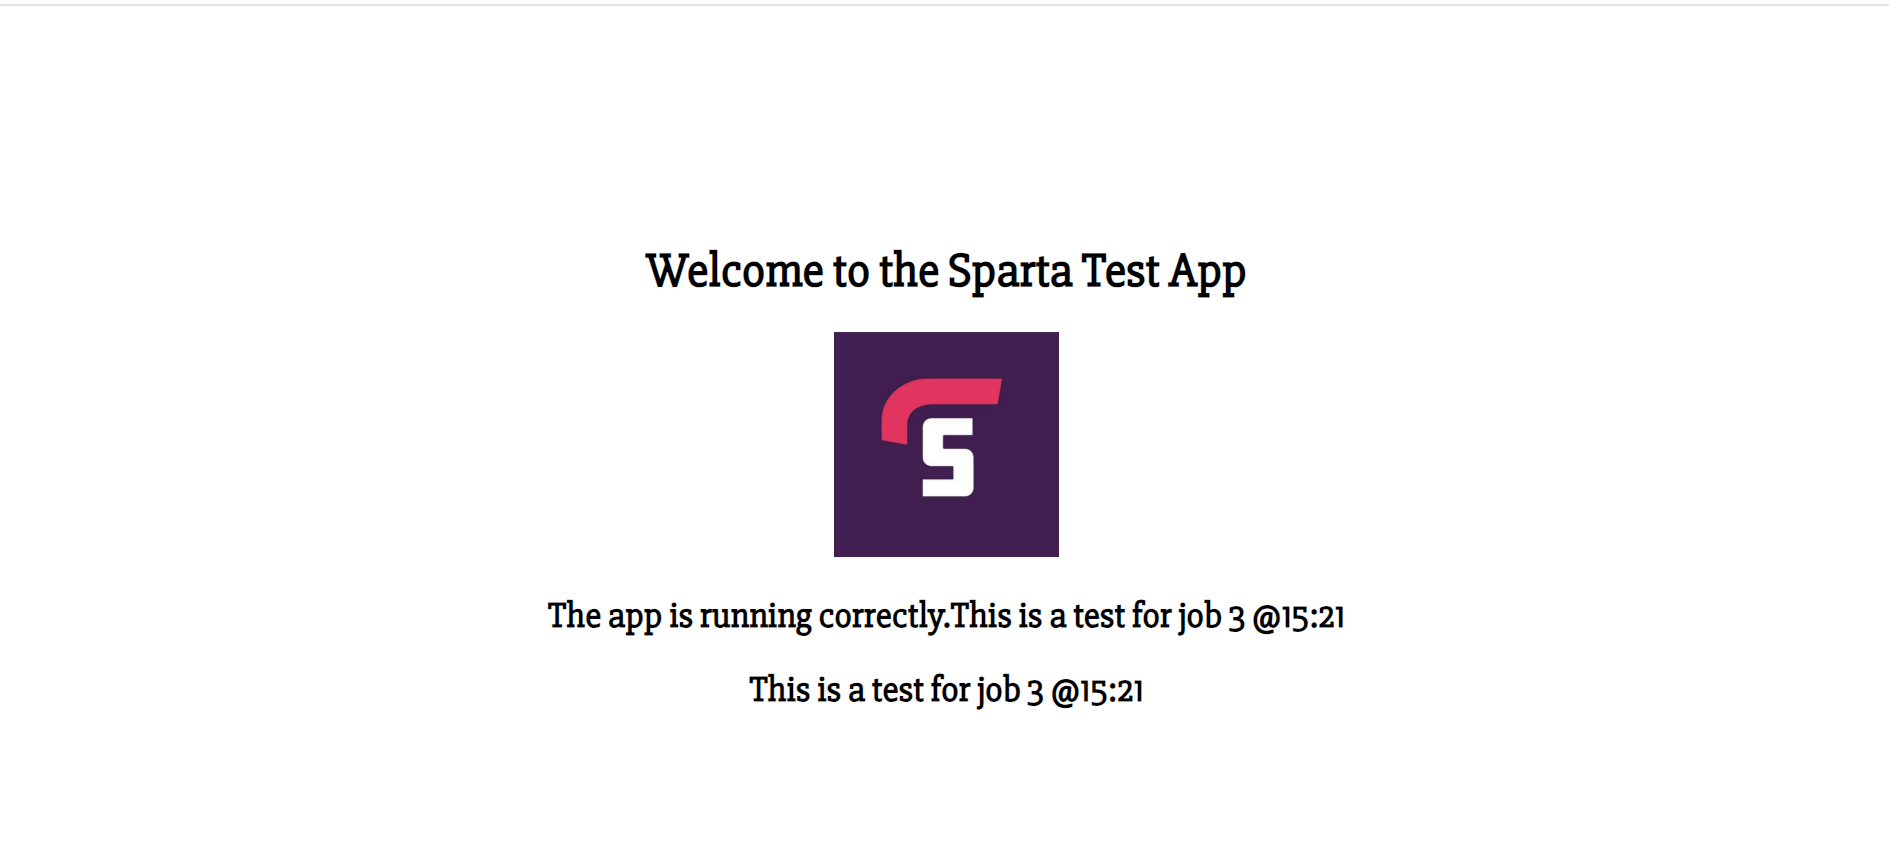 Welcome to the Sparta Test App
S
The app is running correctly.This is a test for job 3 @15:21
This is a test for job 3 @15:21